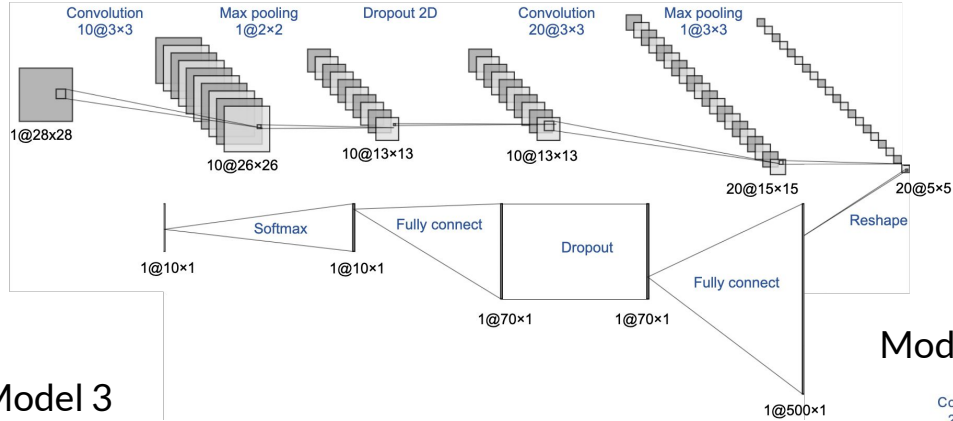 Convolution
10@3×3
Max pooling
1@2×2
Dropout 2D
Convolution
20@3×3
Max pooling
1@3×3
1@28x28
10@26×26
10@13×13
10@13×13
20@15×15
20@5×5
Reshape
Softmax
Fully connect
Dropout
Fully connect
1@10×1
1@10×1
1@70×1
1@70×1
1@500×1
Model 3